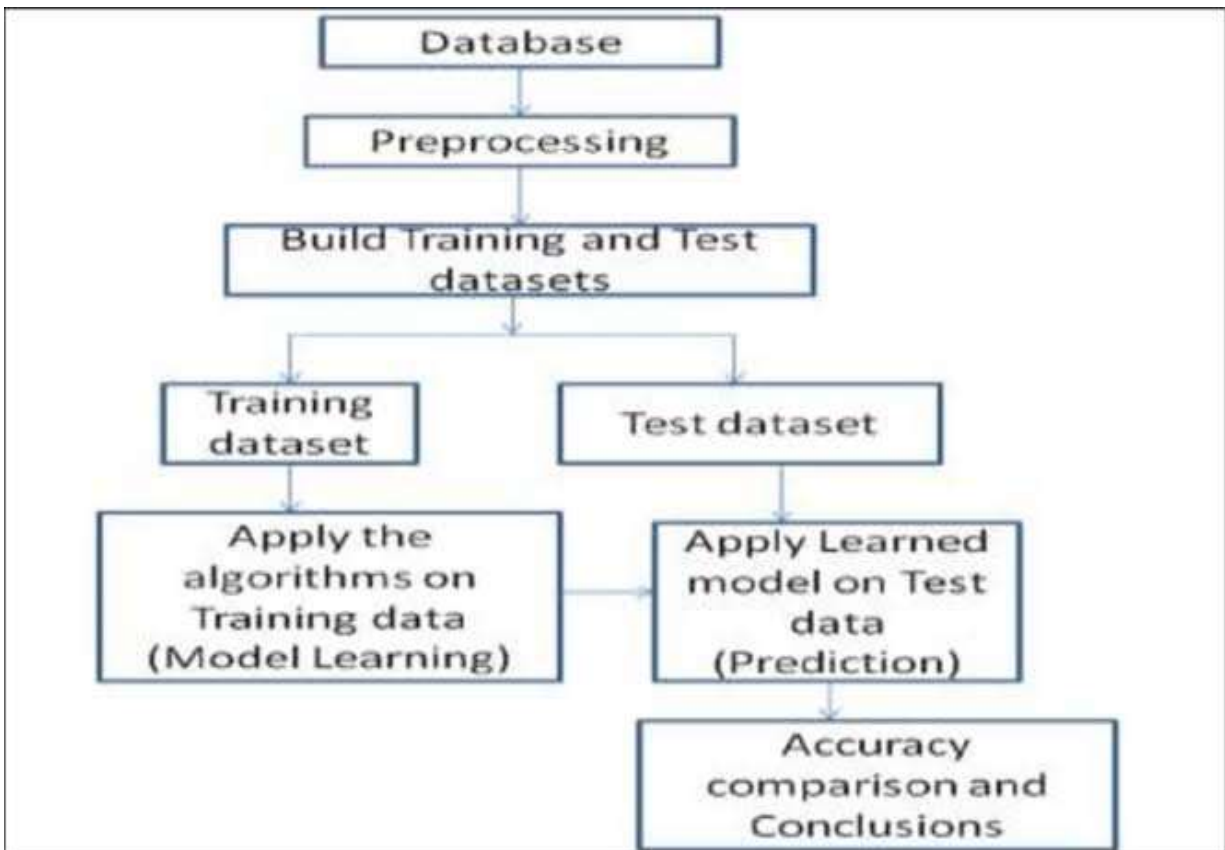 Database
Preprocessing
Build Training and Test
datasets
Training
dataset
Test dataset
Apply the
algorithms on
Training data
(Model Learning)
Apply Learned
model on Test
data
(Prediction)
Accuracy
comparison and
Conclusions